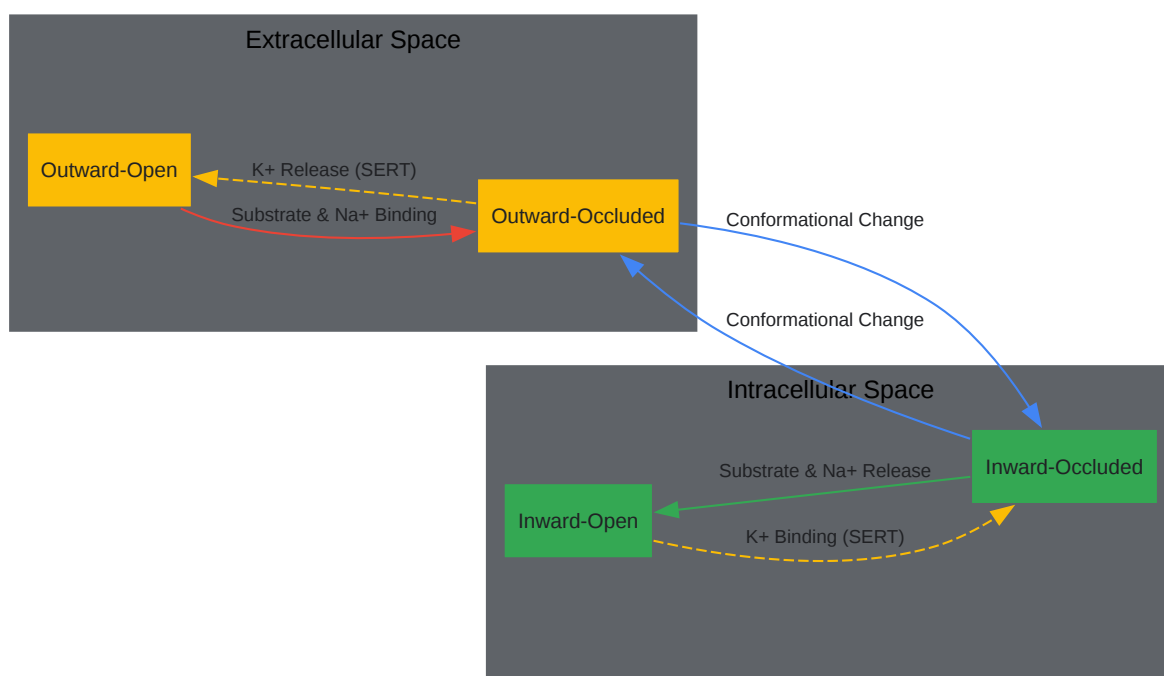 Extracellular Space
Outward-Open
K+ Release (SERT)
Substrate & Na+ Binding
Outward-Occluded
Conformational Change
Conformational Change
Intracellular Space
Inward-Occluded
Substrate & Na+ Release
Inward-Open
K+ Binding (SERT)